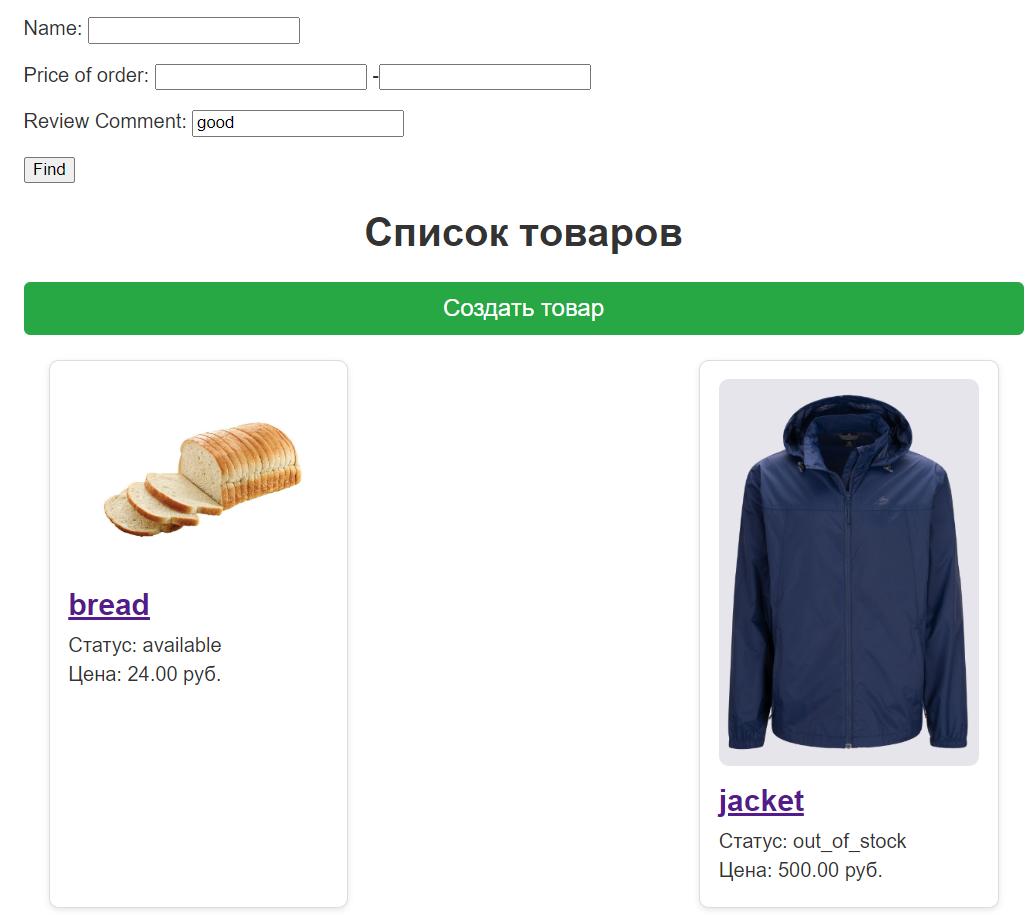 Name:
Price of order: -
Review Comment: good
Find
Список товаров
Создать товар
bread
Статус: available
Цена: 24.00 руб.
jacket
Статус: out_of_stock
Цена: 500.00 руб.